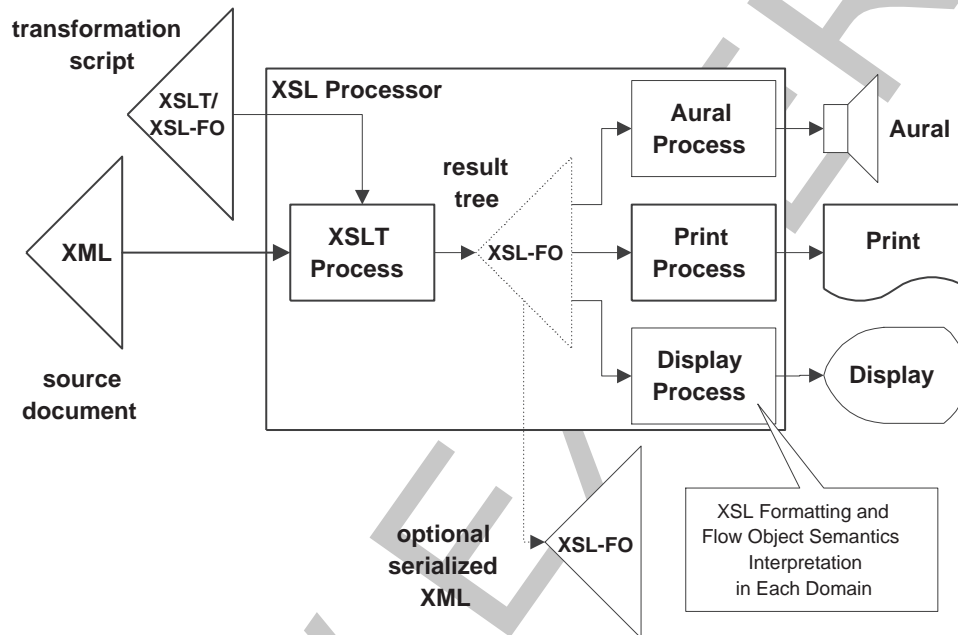 transformation
script
XSLT/
XSL-FO
XSL Processor
Aural
Process
Aural
result
tree
XML
XSLT
Process
XSL-FO
Print
Process
Print
source
document
Display
Process
Display
optional
serialized
XML
XSL-FO
XSL Formatting and
Flow Object Semantics
Interpretation
in Each Domain